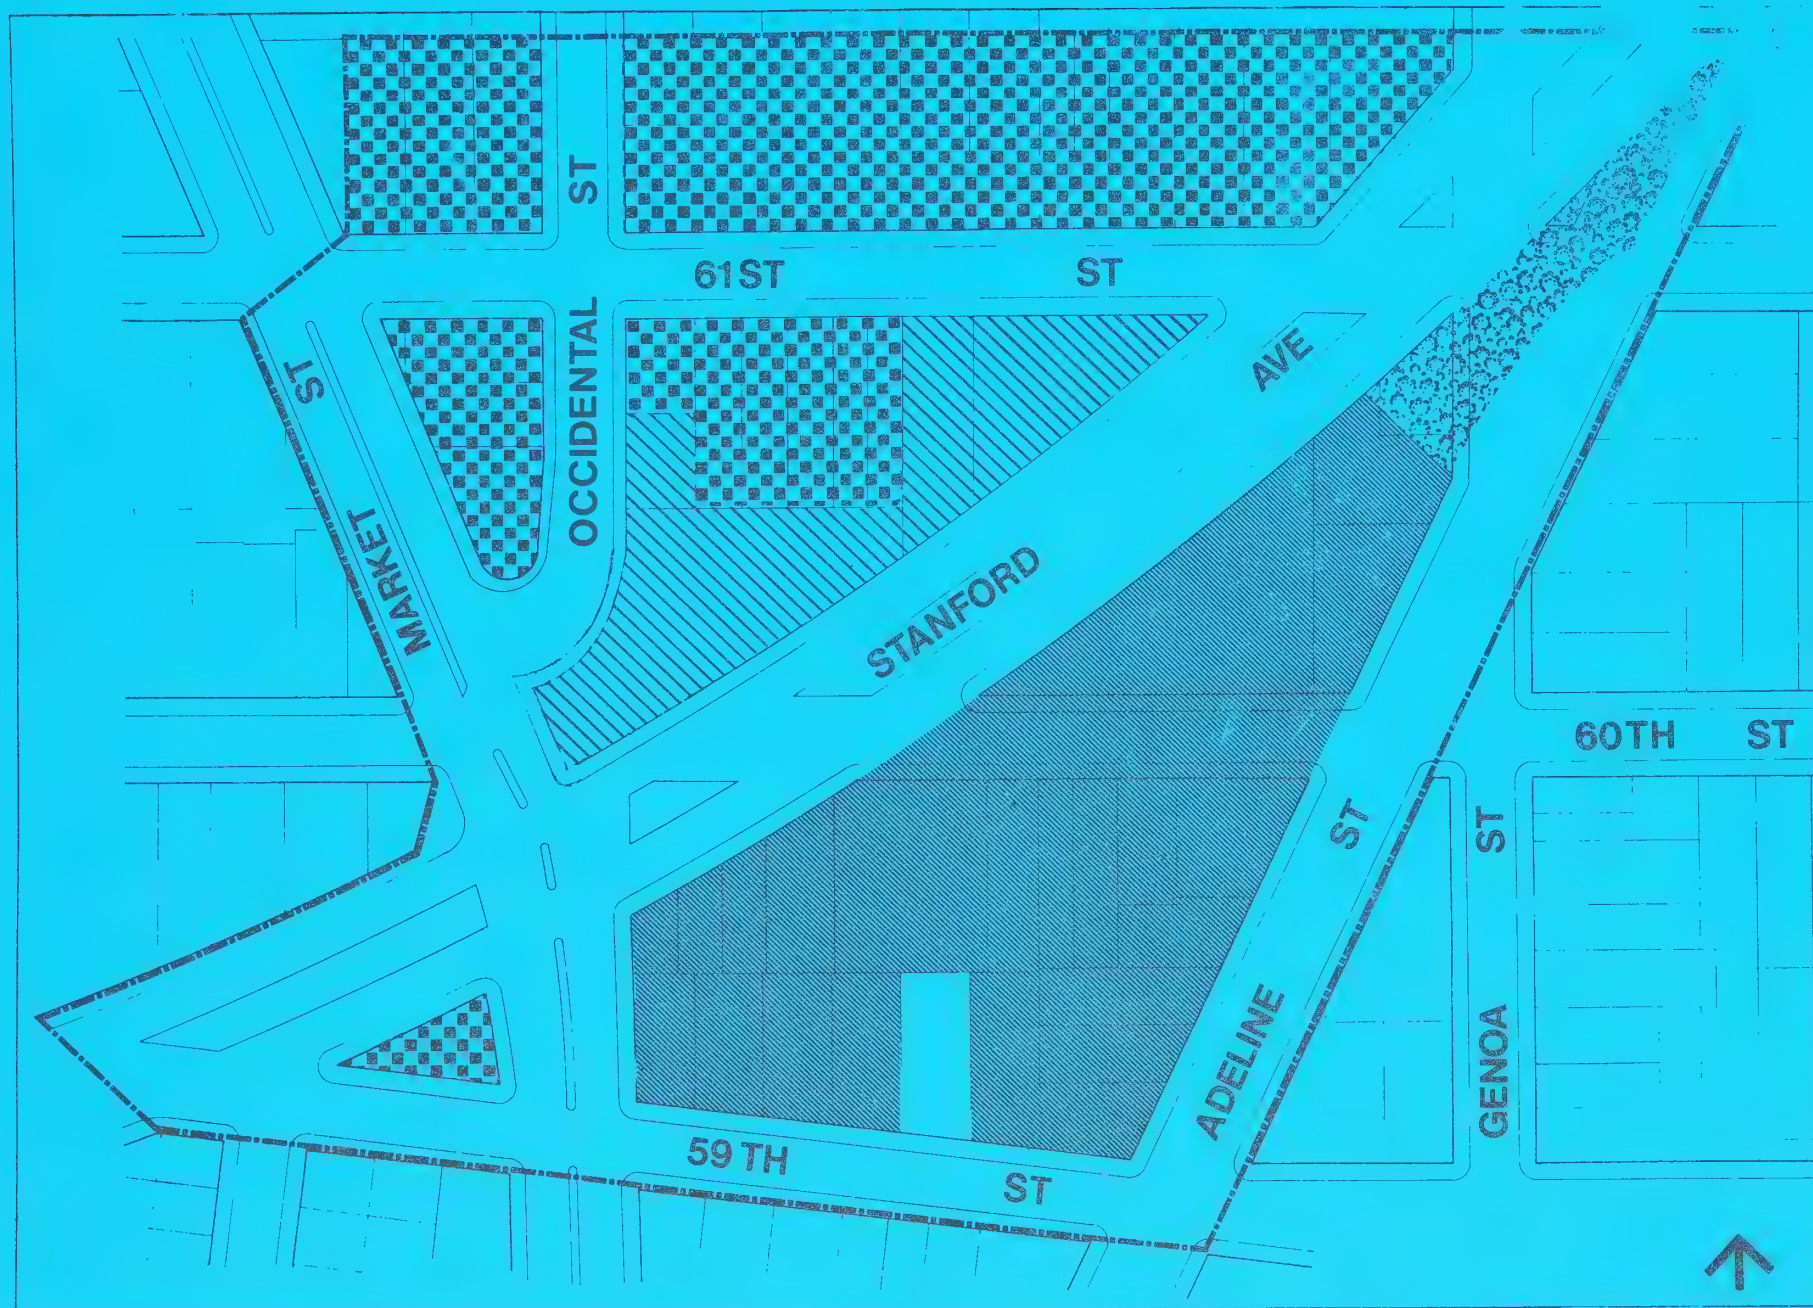 ST
OCCIDENTAL
61ST ST
ST
MARKET
AVE
STANFORD
60TH ST
ST
ADELINE
ST
GENOA
59TH
ST